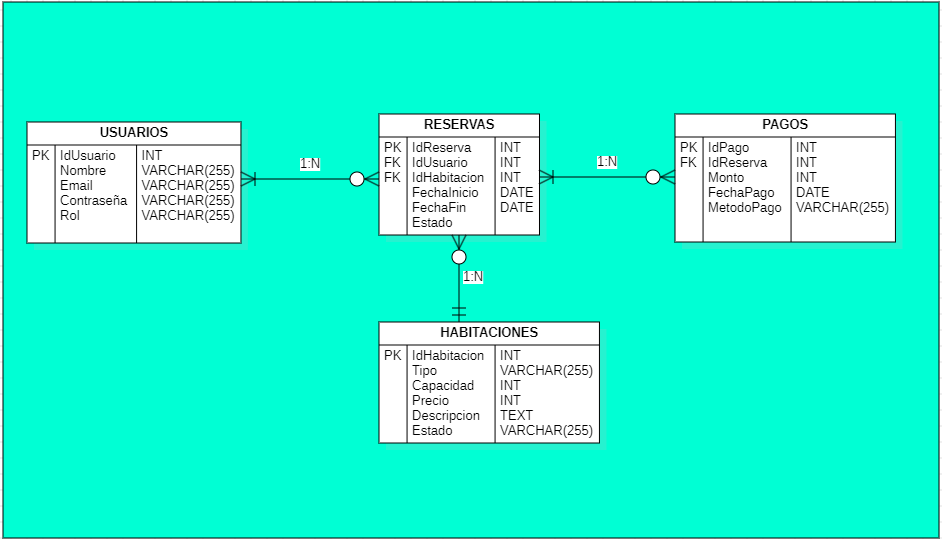 USUARIOS
PK IdUsuario INT
Nombre VARCHAR(255)
Email VARCHAR(255)
Contraseña VARCHAR(255)
Rol VARCHAR(255)
1:N
RESERVAS
PK IdReserva INT
FK IdUsuario INT
FK IdHabitacion INT
FechaInicio DATE
FechaFin DATE
Estado
1:N
PAGOS
PK IdPago INT
FK IdReserva INT
Monto INT
FechaPago DATE
MetodoPago VARCHAR(255)
1:N
HABITACIONES
PK IdHabitacion INT
Tipo VARCHAR(255)
Capacidad INT
Precio INT
Descripcion TEXT
Estado VARCHAR(255)